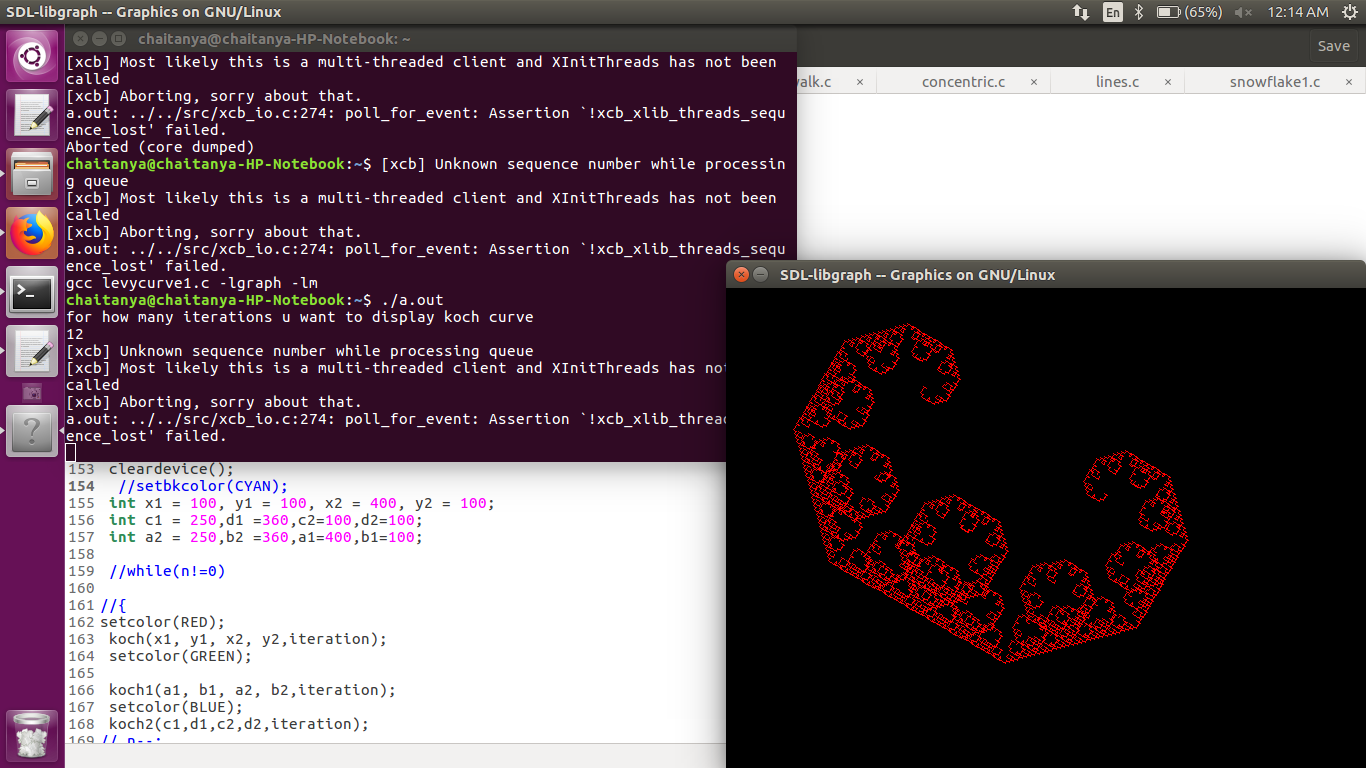 SDL-libgraph -- Graphics on GNU/Linux
En
(65%)
12:14 AM
chaitanya@chaitanya-HP-Notebook: ~
Save
[xcb] Most likely this is a multi-threaded client and XInitThreads has not been
called
[xcb] Aborting, sorry about that.
a.out: ../../src/xcb_io.c:274: poll_for_event: Assertion `!xcb_xlib_threads_sequ
ence_lost' failed.
Aborted (core dumped)
chaitanya@chaitanya-HP-Notebook:~$ [xcb] Unknown sequence number while processin
g queue
[xcb] Most likely this is a multi-threaded client and XInitThreads has not been
called
[xcb] Aborting, sorry about that.
a.out: ../../src/xcb_io.c:274: poll_for_event: Assertion `!xcb_xlib_threads_sequ
ence_lost' failed.
gcc levycurve1.c -lgraph -lm
chaitanya@chaitanya-HP-Notebook:~$ ./a.out
for how many iterations u want to display koch curve
12
[xcb] Unknown sequence number while processing queue
[xcb] Most likely this is a multi-threaded client and XInitThreads has not
called
[xcb] Aborting, sorry about that.
a.out: ../../src/xcb_io.c:274: poll_for_event: Assertion `!xcb_xlib_thread
ence_lost' failed.
alk.c ×
concentric.c ×
lines.c ×
snowflake1.c ×
SDL-libgraph -- Graphics on GNU/Linux
153 cleardevice();
154 //setbkcolor(CYAN);
155 int x1 = 100, y1 = 100, x2 = 400, y2 = 100;
156 int c1 = 250,d1 =360,c2=100,d2=100;
157 int a2 = 250,b2 =360,a1=400,b1=100;
158
159 //while(n!=0)
160
161 //{
162 setcolor(RED);
163 koch(x1, y1, x2, y2,iteration);
164 setcolor(GREEN);
165
166 koch1(a1, b1, a2, b2,iteration);
167 setcolor(BLUE);
168 koch2(c1,d1,c2,d2,iteration);
169 // n--;